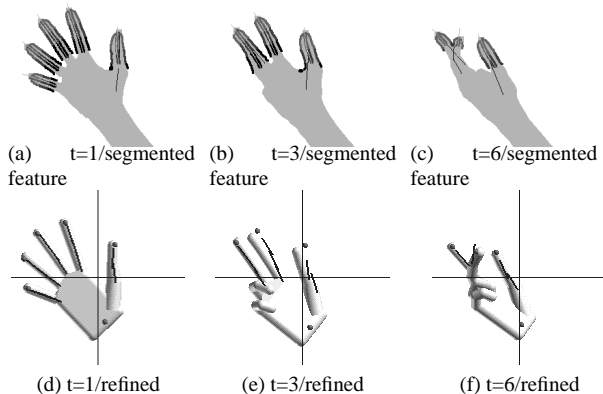 (a) t=1/segmented feature
(b) t=3/segmented feature
(c) t=6/segmented feature
(d) t=1/refined
(e) t=3/refined
(f) t=6/refined